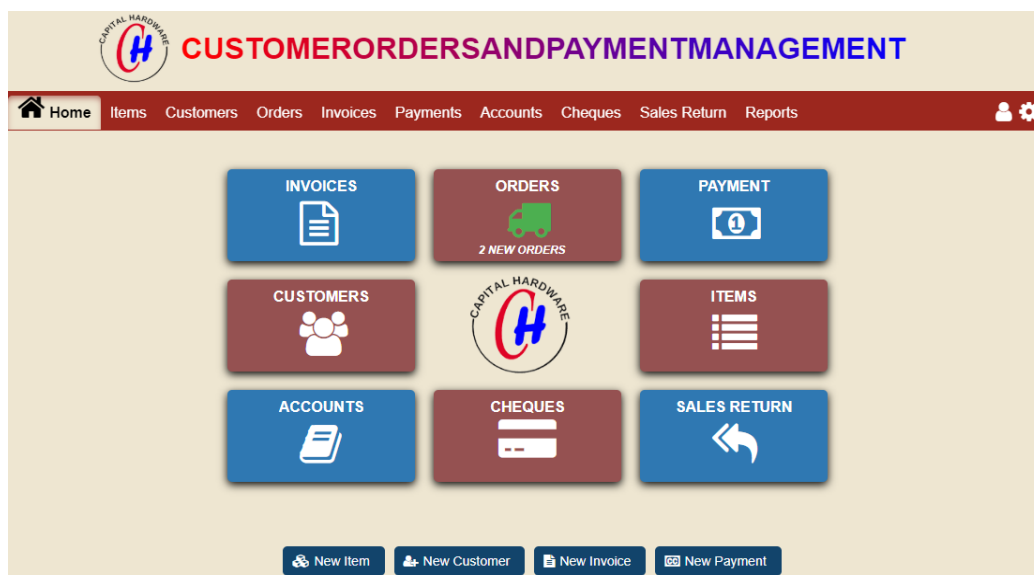 CAPITAL HARDWARE
CH
CUSTOMERORDERSANDPAYMENTMANAGEMENT
Home Items Customers Orders Invoices Payments Accounts Cheques Sales Return Reports
INVOICES ORDERS PAYMENT
1
2 NEW ORDERS
CUSTOMERS ITEMS
CAPITAL HARDWARE
CH
ACCOUNTS CHEQUES SALES RETURN
New Item New Customer New Invoice CC New Payment